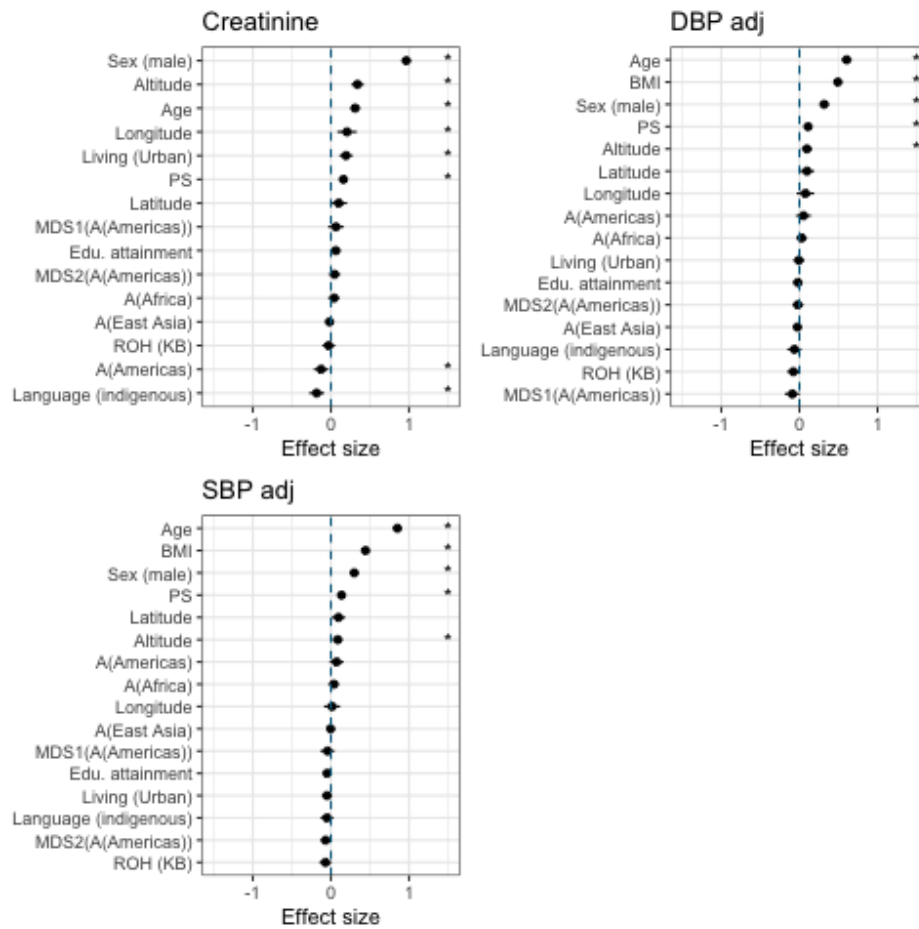 Creatinine
Sex (male)
*
Altitude
*
Age
*
Longitude
*
Living (Urban)
*
PS
*
Latitude
MDS1(A(Americas))
Edu. attainment
MDS2(A(Americas))
A(Africa)
A(East Asia)
ROH (KB)
A(Americas)
*
Language (indigenous)
*
-1 0 1
Effect size
DBP adj
Age
*
BMI
*
Sex (male)
*
PS
*
Altitude
*
Latitude
Longitude
A(Americas)
A(Africa)
Living (Urban)
Edu. attainment
MDS2(A(Americas))
A(East Asia)
Language (indigenous)
ROH (KB)
MDS1(A(Americas))
-1 0 1
Effect size
SBP adj
Age
*
BMI
*
Sex (male)
*
PS
*
Latitude
Altitude
*
A(Americas)
A(Africa)
Longitude
A(East Asia)
MDS1(A(Americas))
Edu. attainment
Living (Urban)
Language (indigenous)
MDS2(A(Americas))
ROH (KB)
-1 0 1
Effect size